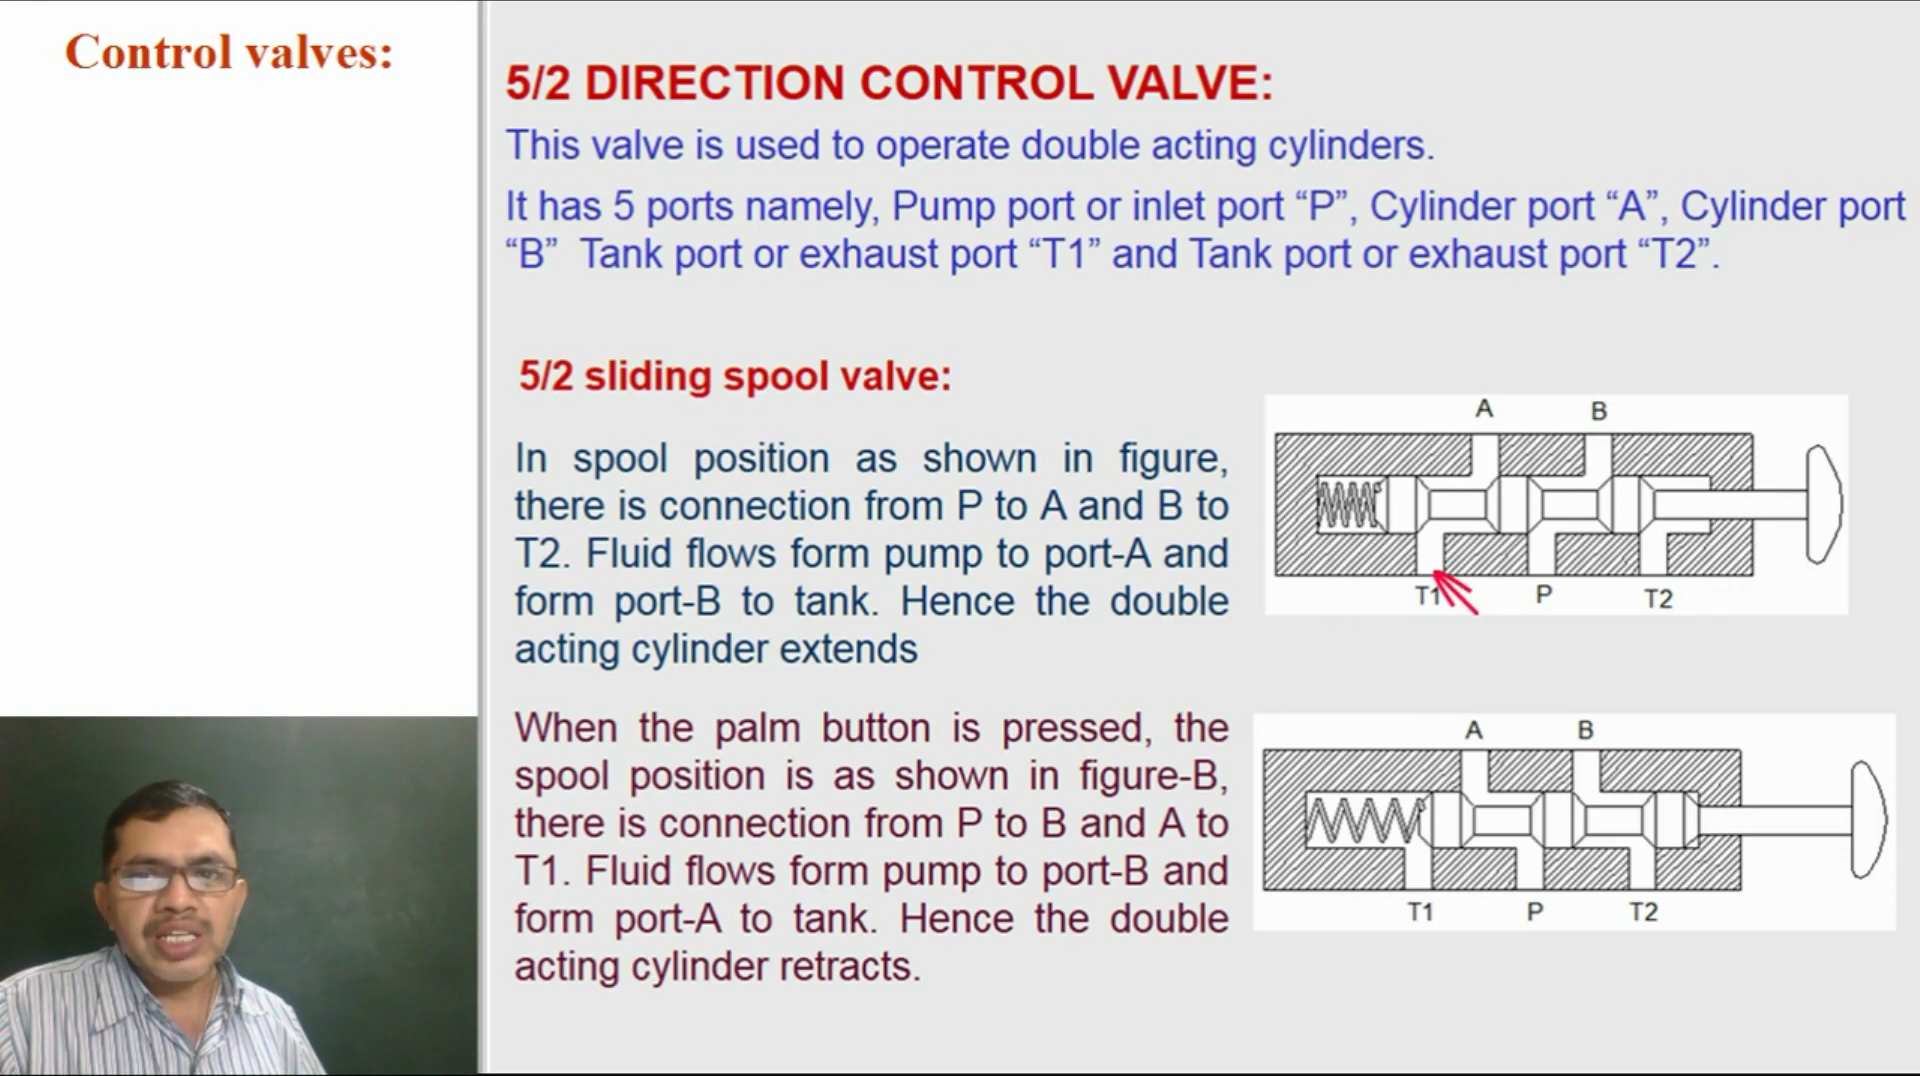 Control valves:
5/2 DIRECTION CONTROL VALVE:
This valve is used to operate double acting cylinders.
It has 5 ports namely, Pump port or inlet port “P”, Cylinder port “A”, Cylinder port
“B” Tank port or exhaust port “T1” and Tank port or exhaust port “T2”.
5/2 sliding spool valve:
In spool position as shown in figure,
there is connection from P to A and B to
T2. Fluid flows form pump to port-A and
form port-B to tank. Hence the double
acting cylinder extends
A B
T1 P T2
When the palm button is pressed, the
spool position is as shown in figure-B,
there is connection from P to B and A to
T1. Fluid flows form pump to port-B and
form port-A to tank. Hence the double
acting cylinder retracts.
A B
T1 P T2